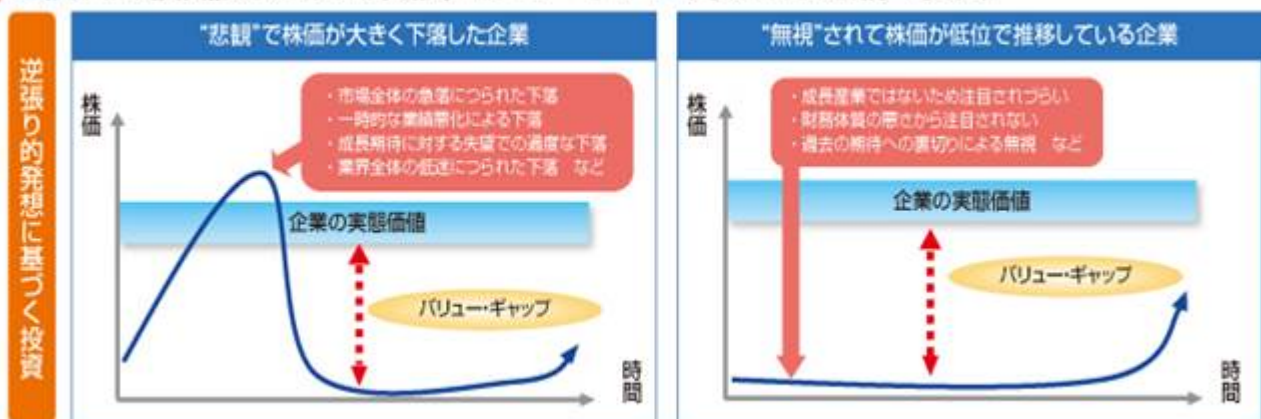 逆張り的発想に基づく投資
“悲観”で株価が大きく下落した企業
株価
・市場全体の急落につられた下落
・一時的な業績悪化による下落
・成長期待に対する失望での過度な下落
・業界全体の低迷につられた下落 など
企業の実態価値
バリュー・ギャップ
時間
“無視”されて株価が低位で推移している企業
株価
・成長産業ではないため注目されづらい
・財務体質の悪さから注目されない
・過去の期待への裏切りによる無視 など
企業の実態価値
バリュー・ギャップ
時間